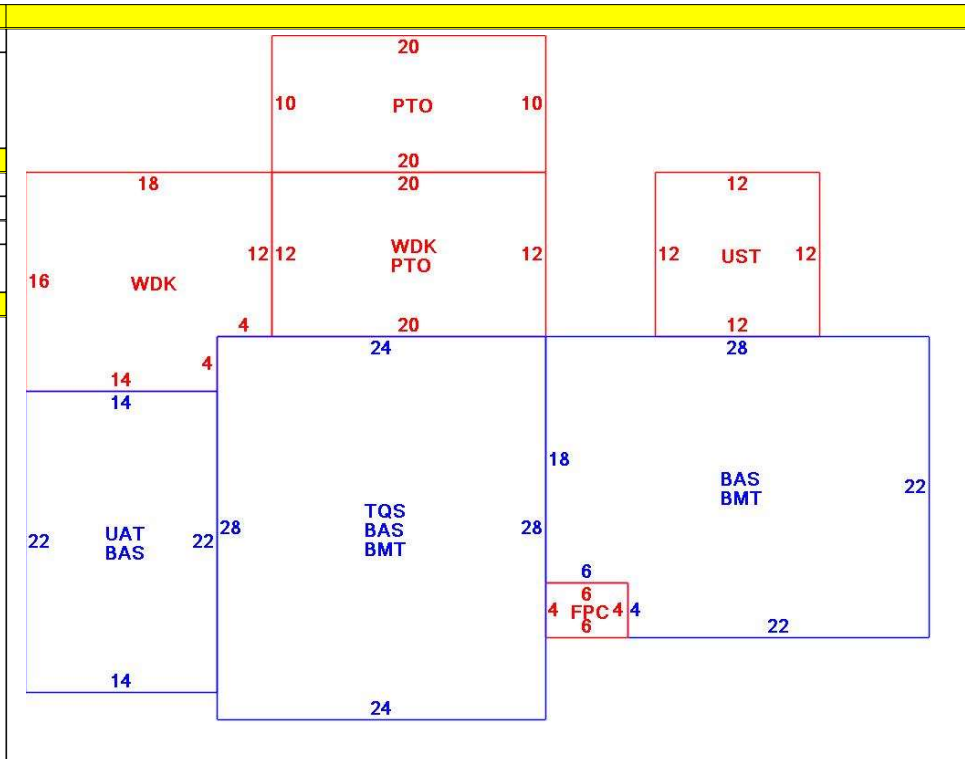 20
10 PTO 10
20
18 20 12
12 12 WDK 12 12 UST 12
PTO
16 WDK
4 20 12
24 28
4
14
14
18
BAS
BMT 22
TQS
22 UAT 22 28 BAS 28
BAS BMT
6
6
4 FPC 4 4
6 22
14
24